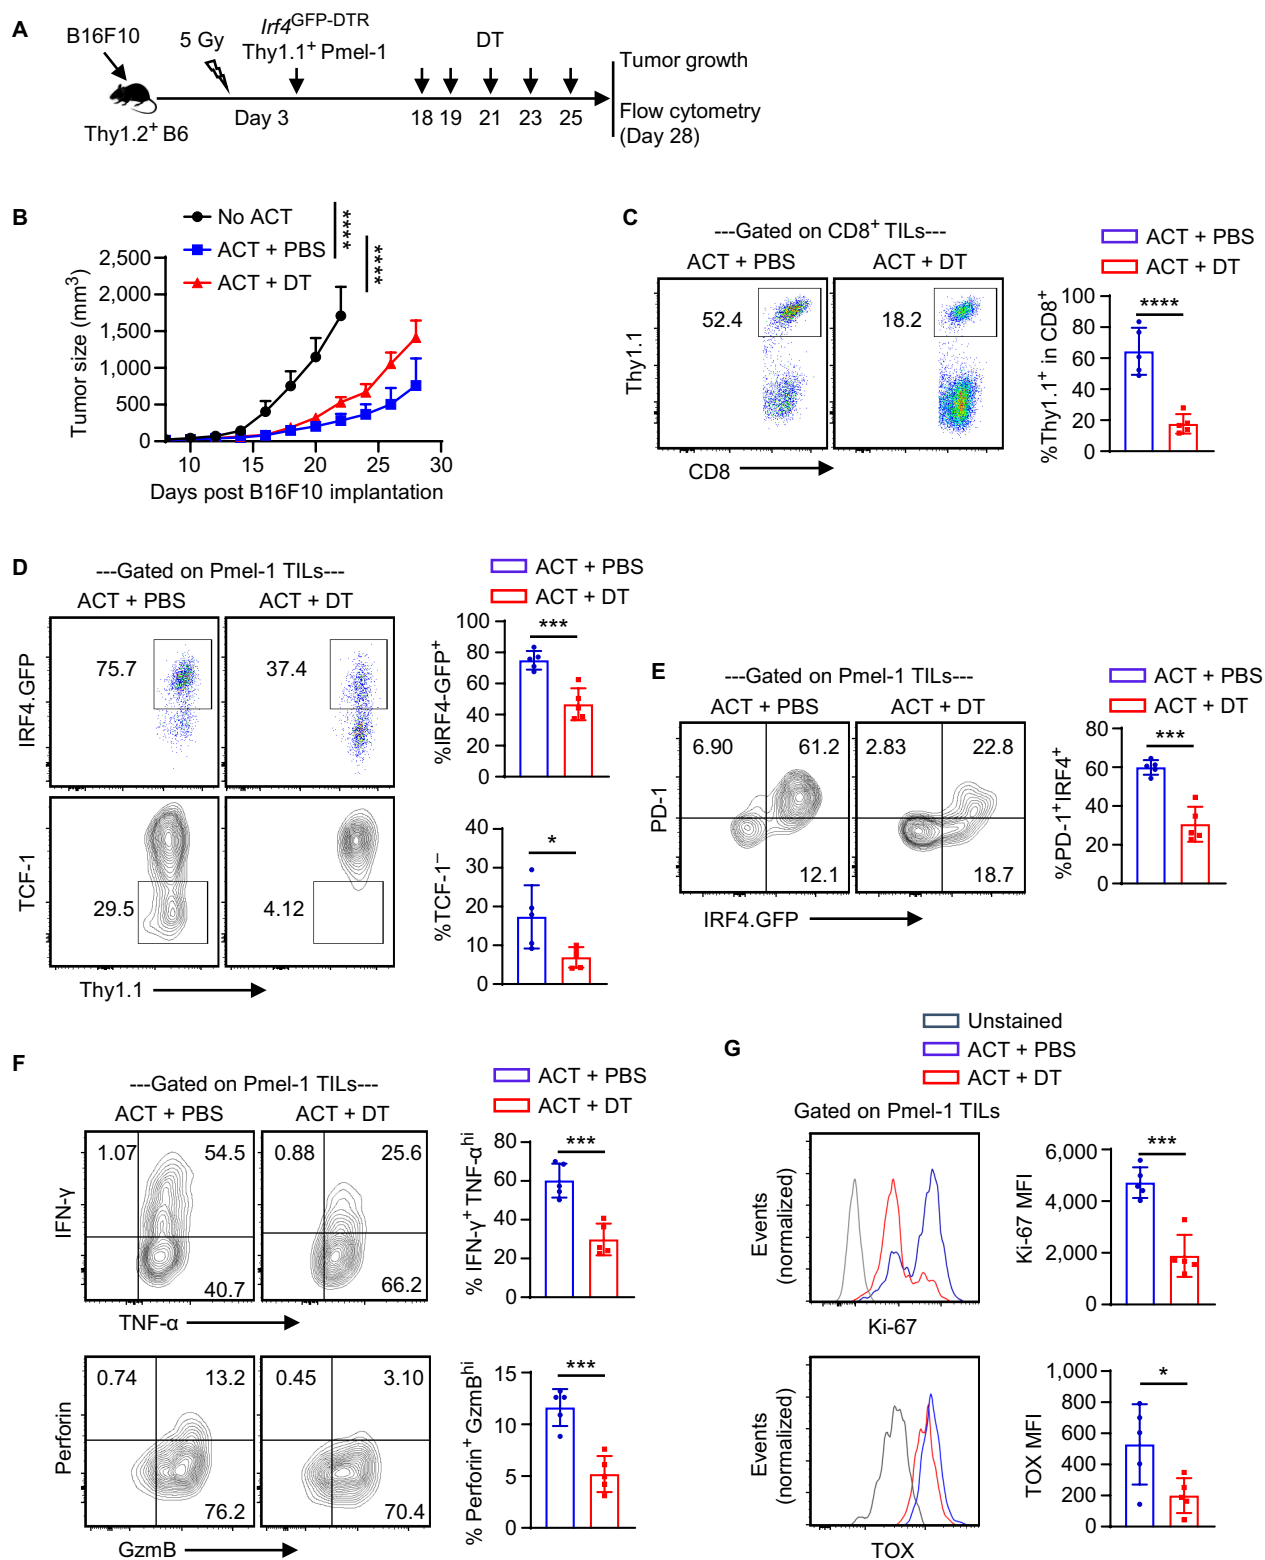 A
B16F10
5 Gy
Irf4GFP-DTR
Thy1.1+ Pmel-1
DT
Tumor growth
Thy1.2+ B6
Day 3
18 19 21 23 25
Flow cytometry
(Day 28)
B
No ACT
ACT + PBS
ACT + DT
****
****
Tumor size (mm3)
2,500
2,000
1,500
1,000
500
0
10 15 20 25 30
Days post B16F10 implantation
C
---Gated on CD8+ TILs---
ACT + PBS
ACT + DT
52.4
18.2
Thy1.1
CD8
ACT + PBS
ACT + DT
%Thy1.1+ in CD8+
100
80
60
40
20
0
****
D
---Gated on Pmel-1 TILs---
ACT + PBS
ACT + DT
75.7
37.4
IRF4.GFP
29.5
4.12
TCF-1
Thy1.1
ACT + PBS
ACT + DT
%IRF4-GFP+
100
80
60
40
20
0
***
%TCF-1–
40
30
20
10
0
*
E
---Gated on Pmel-1 TILs---
ACT + PBS
ACT + DT
6.90 61.2
12.1
2.83 22.8
18.7
PD-1
IRF4.GFP
ACT + PBS
ACT + DT
%PD-1+IRF4+
80
60
40
20
0
***
F
---Gated on Pmel-1 TILs---
ACT + PBS
ACT + DT
1.07 54.5
40.7
0.88 25.6
66.2
IFN-γ
TNF-α
0.74 13.2
76.2
0.45 3.10
70.4
Perforin
GzmB
ACT + PBS
ACT + DT
% IFN-γ+ TNF-αhi
80
60
40
20
0
***
% Perforin+ GzmBhi
15
10
5
0
***
G
Unstained
ACT + PBS
ACT + DT
Gated on Pmel-1 TILs
Events
(normalized)
Ki-67
Ki-67 MFI
6,000
4,000
2,000
0
***
Events
(normalized)
TOX
TOX MFI
1,000
800
600
400
200
0
*